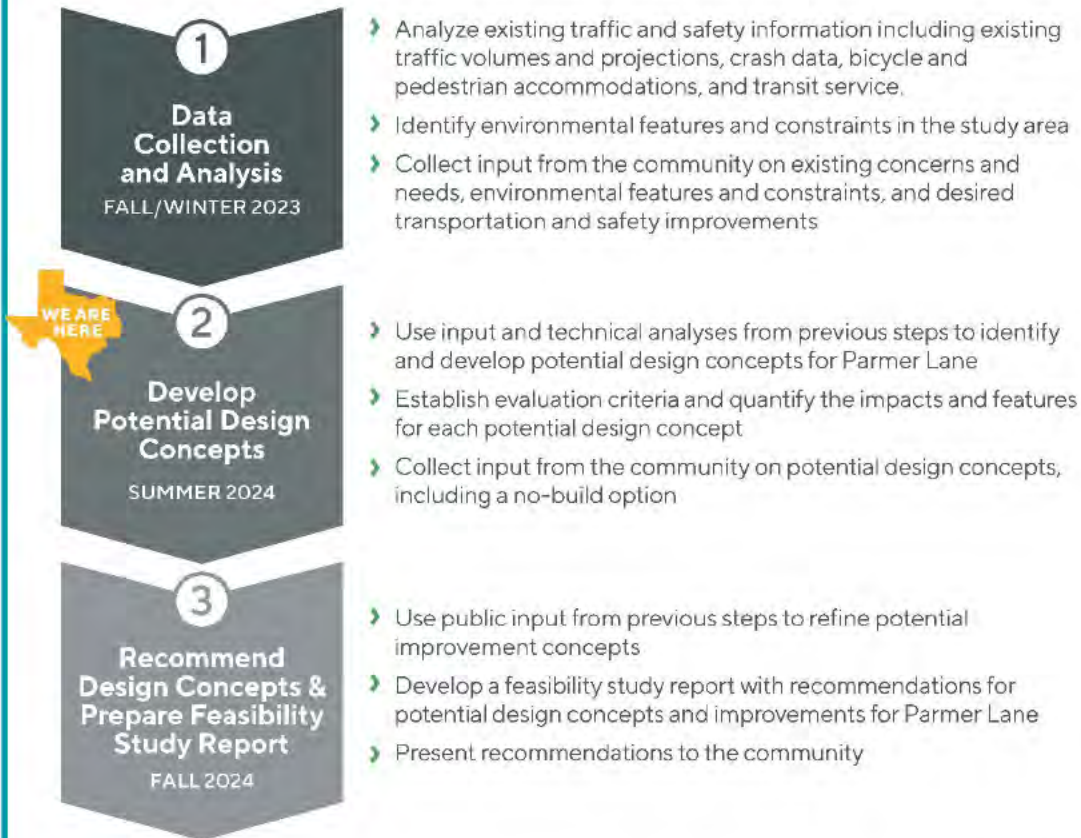 1
Data
Collection
and Analysis
FALL/WINTER 2023
› Analyze existing traffic and safety information including existing
traffic volumes and projections, crash data, bicycle and
pedestrian accommodations, and transit service.
› Identify environmental features and constraints in the study area
› Collect input from the community on existing concerns and
needs, environmental features and constraints, and desired
transportation and safety improvements
WE ARE
HERE
2
Develop
Potential Design
Concepts
SUMMER 2024
› Use input and technical analyses from previous steps to identify
and develop potential design concepts for Parmer Lane
› Establish evaluation criteria and quantify the impacts and features
for each potential design concept
› Collect input from the community on potential design concepts,
including a no-build option
3
Recommend
Design Concepts &
Prepare Feasibility
Study Report
FALL 2024
› Use public input from previous steps to refine potential
improvement concepts
› Develop a feasibility study report with recommendations for
potential design concepts and improvements for Parmer Lane
› Present recommendations to the community